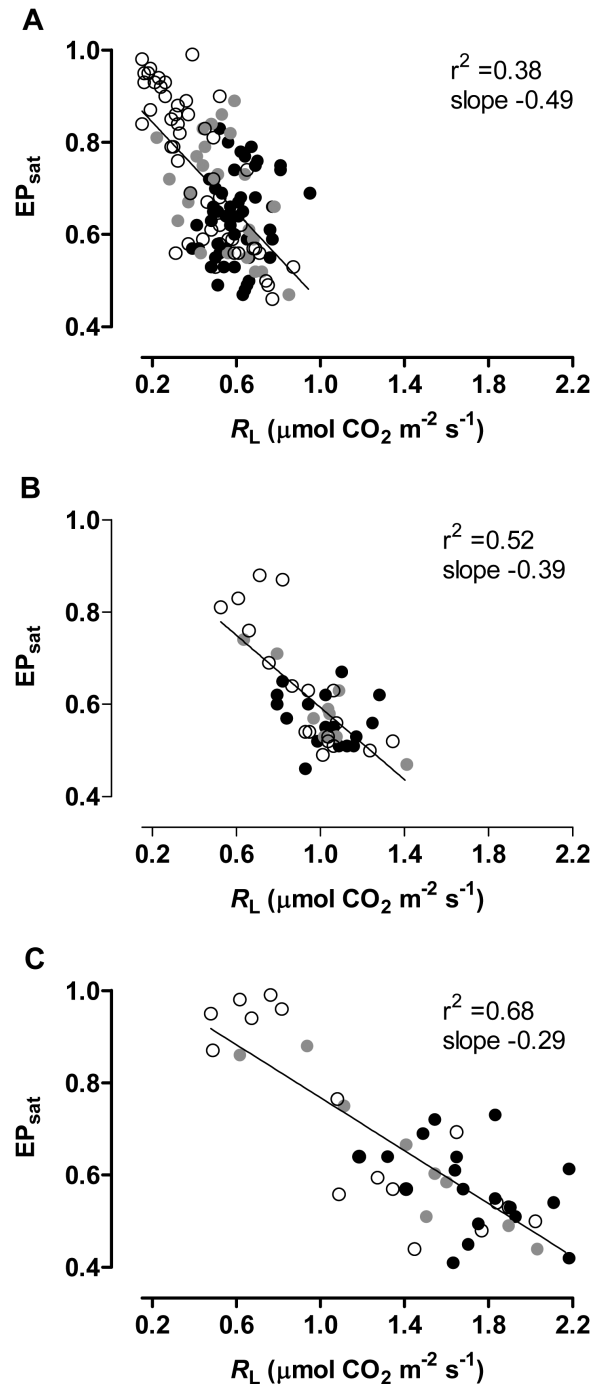 A
r² =0.38
slope -0.49
EPsat
1.0
0.8
0.6
0.4
0.2 0.6 1.0 1.4 1.8 2.2
RL (μmol CO₂ m⁻² s⁻¹)
B
r² =0.52
slope -0.39
EPsat
1.0
0.8
0.6
0.4
0.2 0.6 1.0 1.4 1.8 2.2
RL (μmol CO₂ m⁻² s⁻¹)
C
r² =0.68
slope -0.29
EPsat
1.0
0.8
0.6
0.4
0.2 0.6 1.0 1.4 1.8 2.2
RL (μmol CO₂ m⁻² s⁻¹)